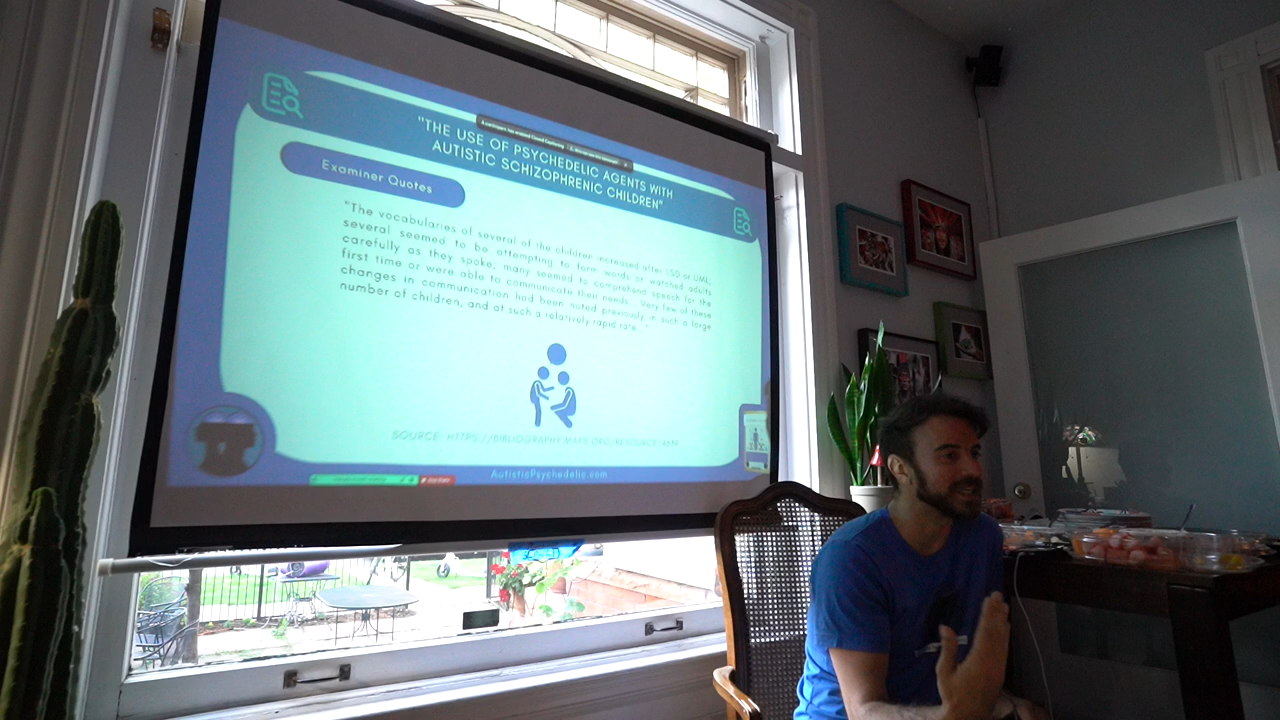 "THE USE OF PSYCHEDELIC AGENTS WITH
AUTISTIC SCHIZOPHRENIC CHILDREN"
Examiner Quotes
"The vocabularies of several of the children increased after LSD or UML,
several seemed to be attempting to form words or watched adults
carefully as they spoke; many seemed to comprehend speech for the
first time or were able to communicate their needs... Very few of these
changes in communication had been noted previously in such a large
number of children, and at such a relatively rapid rate..."
SOURCE: HTTPS://BIBLIOGRAPHY.MAPS.ORG/RESOURCE/
AutisticPsychedelic.com